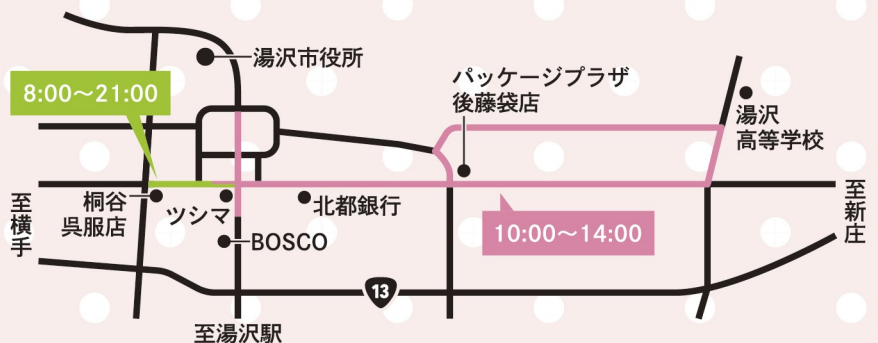 湯沢市役所
8:00〜21:00
パッケージプラザ
後藤袋店
湯沢
高等学校
至横手
桐谷
呉服店
ツシマ
北都銀行
BOSCO
10:00〜14:00
至新庄
13
至湯沢駅